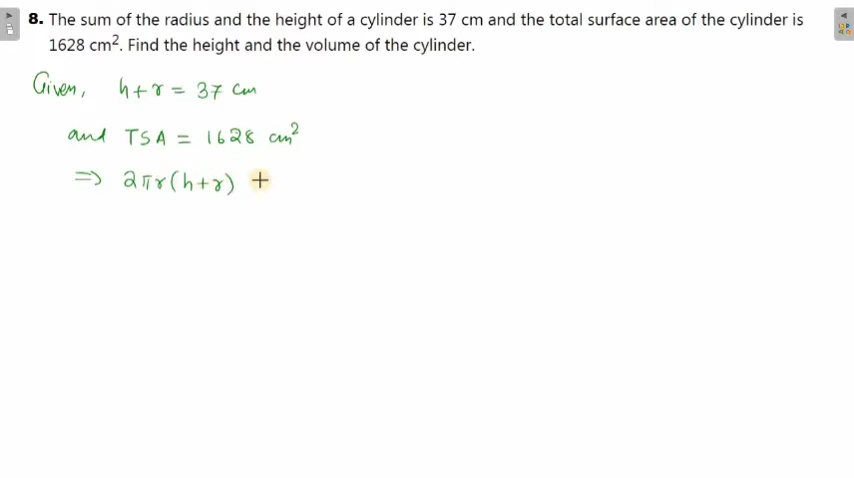 8. The sum of the radius and the height of a cylinder is 37 cm and the total surface area of the cylinder is
1628 cm². Find the height and the volume of the cylinder.
Given, h+r = 37 cm
and TSA = 1628 cm²
⇒ 2πr(h+r)